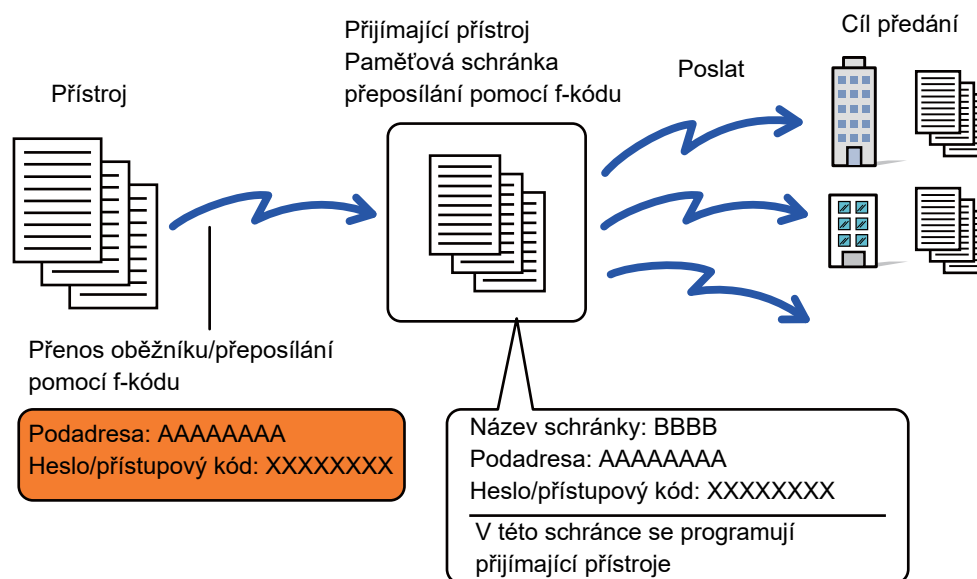 Přístroj
Přijímající přístroj
Paměťová schránka
přeposílání pomocí f-kódu
Poslat
Cíl předání
Přenos oběžníku/přeposílání
pomocí f-kódu
Podadresa: AAAAAAAA
Heslo/přístupový kód: XXXXXXXX
Název schránky: BBBB
Podadresa: AAAAAAAA
Heslo/přístupový kód: XXXXXXXX
V této schránce se programují
přijímající přístroje